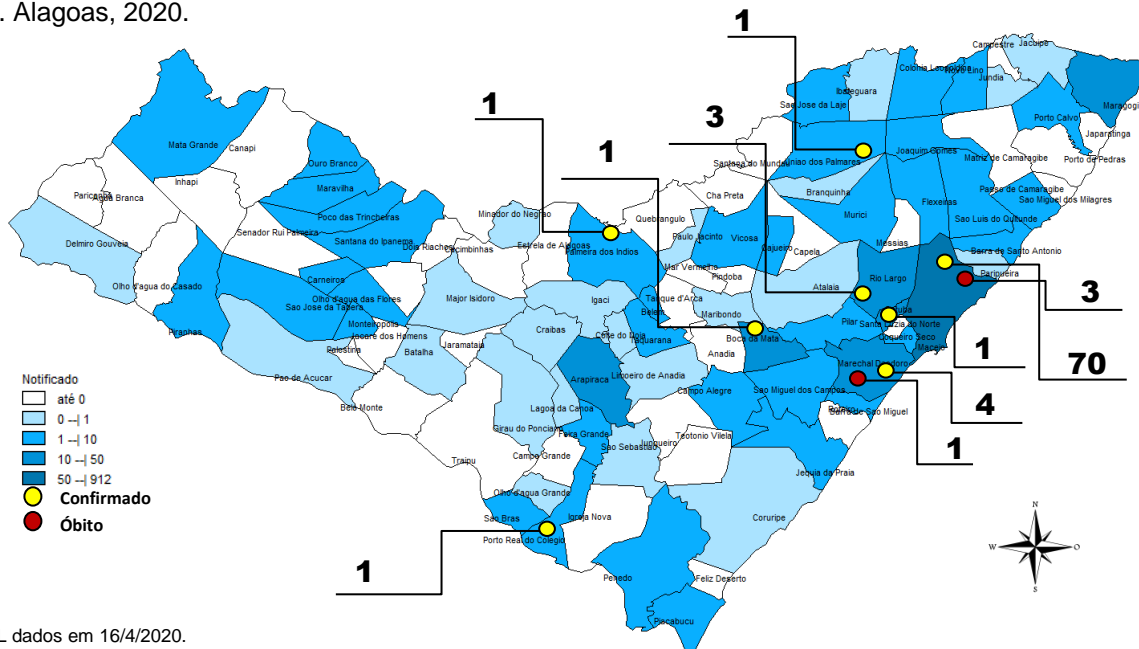 . Alagoas, 2020.
1
1
3
1
1
Campestre
Jacuipe
Colonia Leopoldina
Novo Lino
Jundia
Ibateguara
Sao Jose da Laje
Maragogi
Porto Calvo
Japaratinga
Mata Grande
Canapi
Ouro Branco
Santana do Mundau
Uniao dos Palmares
Joaquim Gomes
Matriz de Camaragibe
Porto de Pedras
Inhapi
Maravilha
Pariconha
Agua Branca
Cha Preta
Branquinha
Passo de Camaragibe
Sao Miguel dos Milagres
Flexeiras
Poco das Trincheiras
Minador do Negrao
Quebrangulo
Murici
Sao Luis do Quitunde
Senador Rui Palmeira
Santana do Ipanema
Delmiro Gouveia
Dois Riachos
Cacimbinhas
Estrela de Alagoas
Palmeira dos Indios
Paulo Jacinto
Vicosa
Cajueiro
Capela
Messias
Barra de Santo Antonio
Mar Vermelho
Pindoba
Paripueira
Carneiros
Olho d'agua do Casado
Rio Largo
Atalaia
Olho d'agua das Flores
Major Isidoro
Igaci
Tanque d'Arca
Belem
Maribondo
Sao Jose da Tapera
Pilar
Santa Luzia do Norte
Monteiropolis
Craibas
Coite do Noia
Taquarana
Boca da Mata
Coqueiro Seco
Piranhas
Jacare dos Homens
Jaramataia
Maceio
Palestina
Batalha
Anadia
Marechal Deodoro
Pao de Acucar
Arapiraca
Limoeiro de Anadia
Campo Alegre
Sao Miguel dos Campos
Belo Monte
Lagoa da Canoa
Roteiro
Barra de Sao Miguel
Girau do Ponciano
Feira Grande
Sao Sebastiao
Junqueiro
Teotonio Vilela
Traipu
Campo Grande
Jequia da Praia
Olho d'agua Grande
Coruripe
Sao Bras
Igreja Nova
Porto Real do Colegio
Penedo
Feliz Deserto
Piacabucu
3
1
70
4
1
1
Notificado
até 0
0 --| 1
1 --| 10
10 --| 50
50 --| 912
Confirmado
Óbito
N
W
O
S
L dados em 16/4/2020.